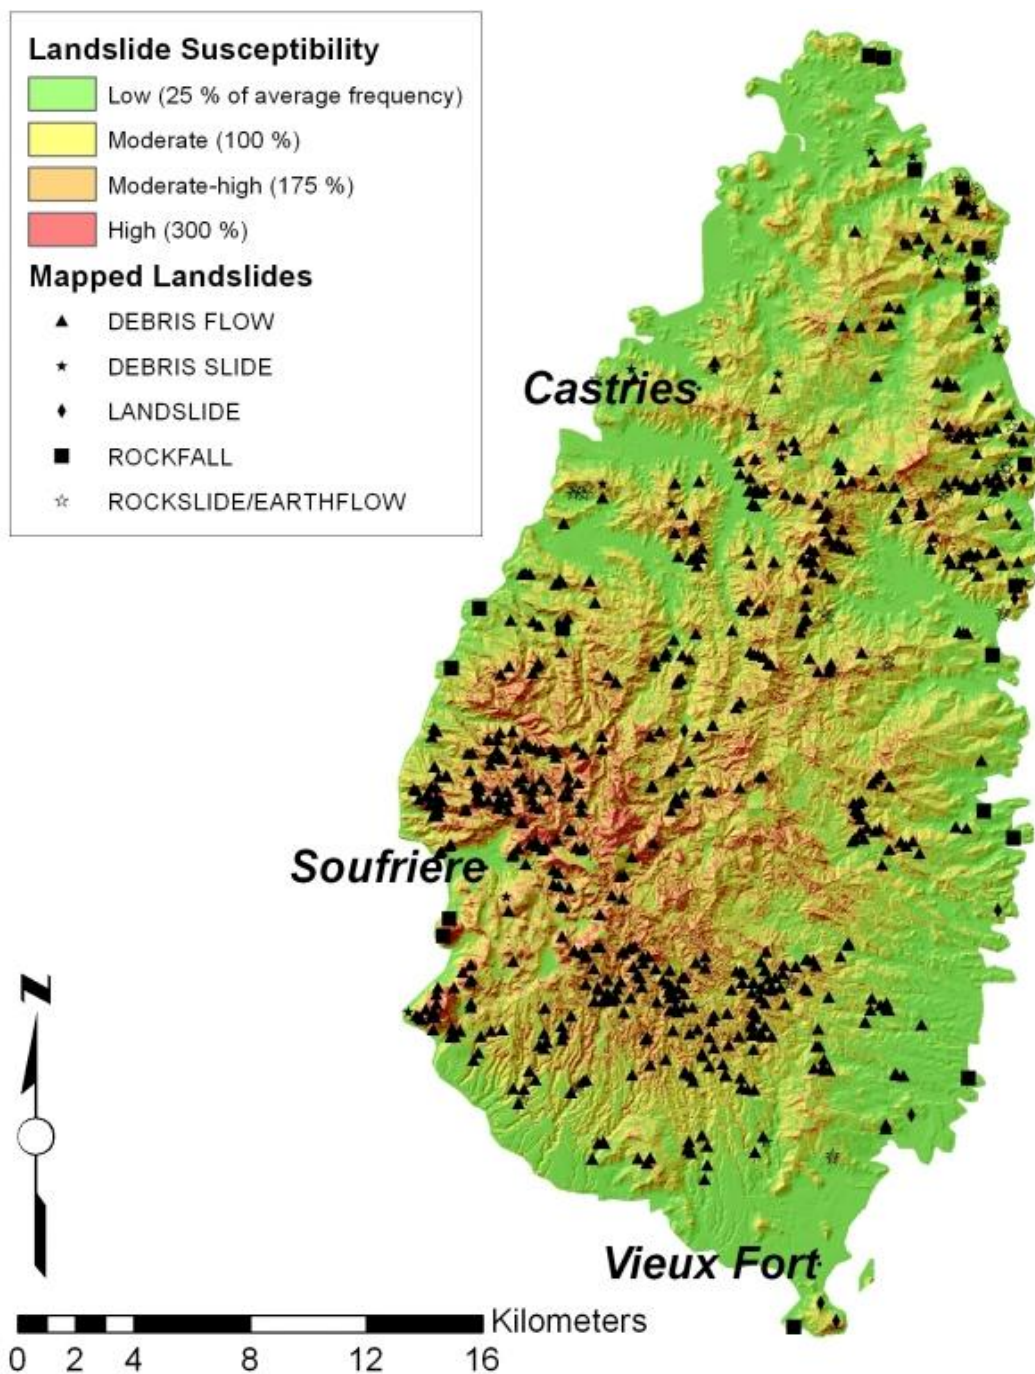 Landslide Susceptibility
Low (25 % of average frequency)
Moderate (100 %)
Moderate-high (175 %)
High (300 %)
Mapped Landslides
DEBRIS FLOW
DEBRIS SLIDE
LANDSLIDE
ROCKFALL
ROCKSLIDE/EARTHFLOW
Castries
Soufriere
N
Vieux Fort
Kilometers
0 2 4 8 12 16